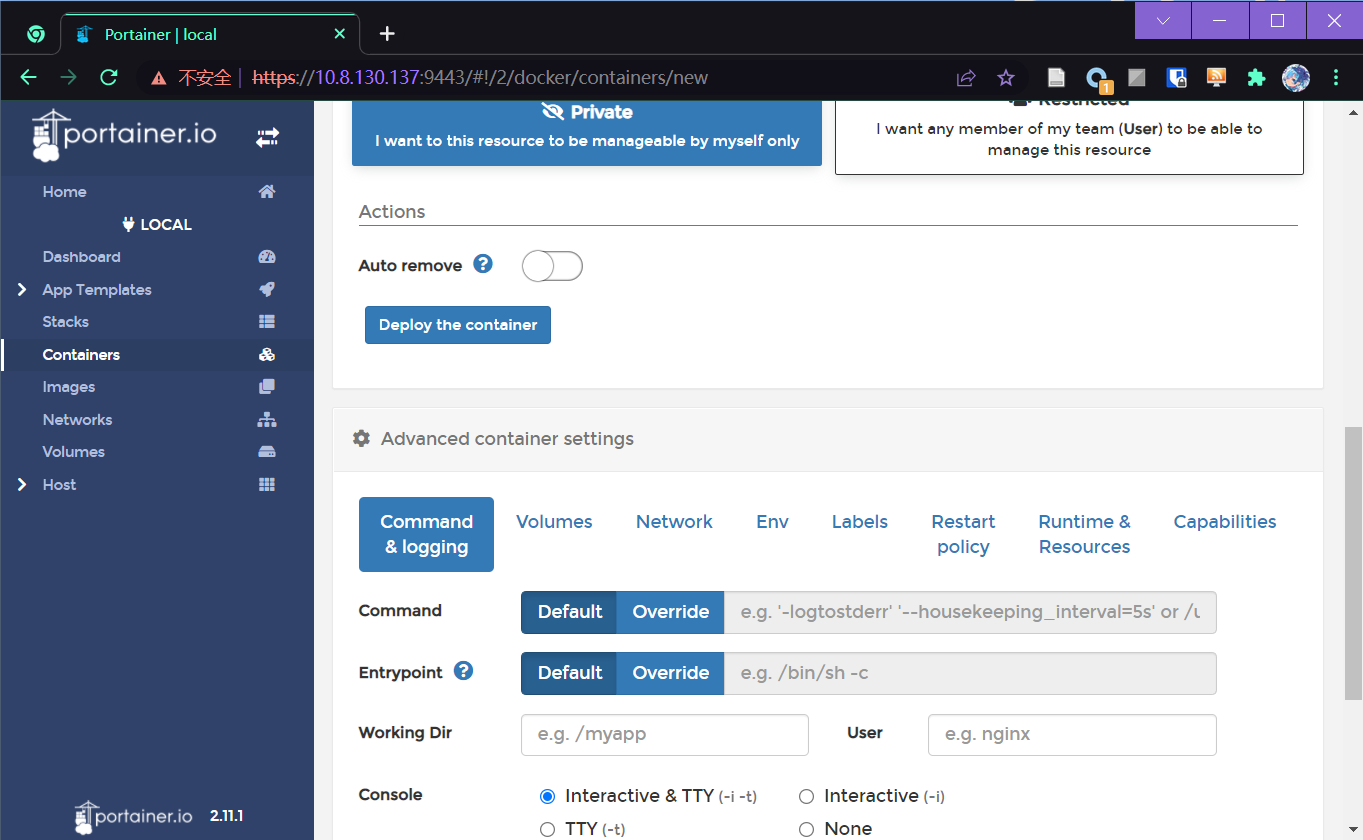 Portainer | local
不安全 https://10.8.130.137:9443/#!/2/docker/containers/new
1
portainer.io
Home
LOCAL
Dashboard
App Templates
Stacks
Containers
Images
Networks
Volumes
Host
portainer.io 2.11.1
Private
I want to this resource to be manageable by myself only
Restricted
I want any member of my team (User) to be able to
manage this resource
Actions
Auto remove
Deploy the container
Advanced container settings
Command
& logging
Volumes
Network
Env
Labels
Restart
policy
Runtime &
Resources
Capabilities
Command Default Override e.g. '-logtostderr' '--housekeeping_interval=5s' or /u
Entrypoint Default Override e.g. /bin/sh -c
Working Dir e.g. /myapp User e.g. nginx
Console Interactive & TTY (-i -t) Interactive (-i)
TTY (-t) None